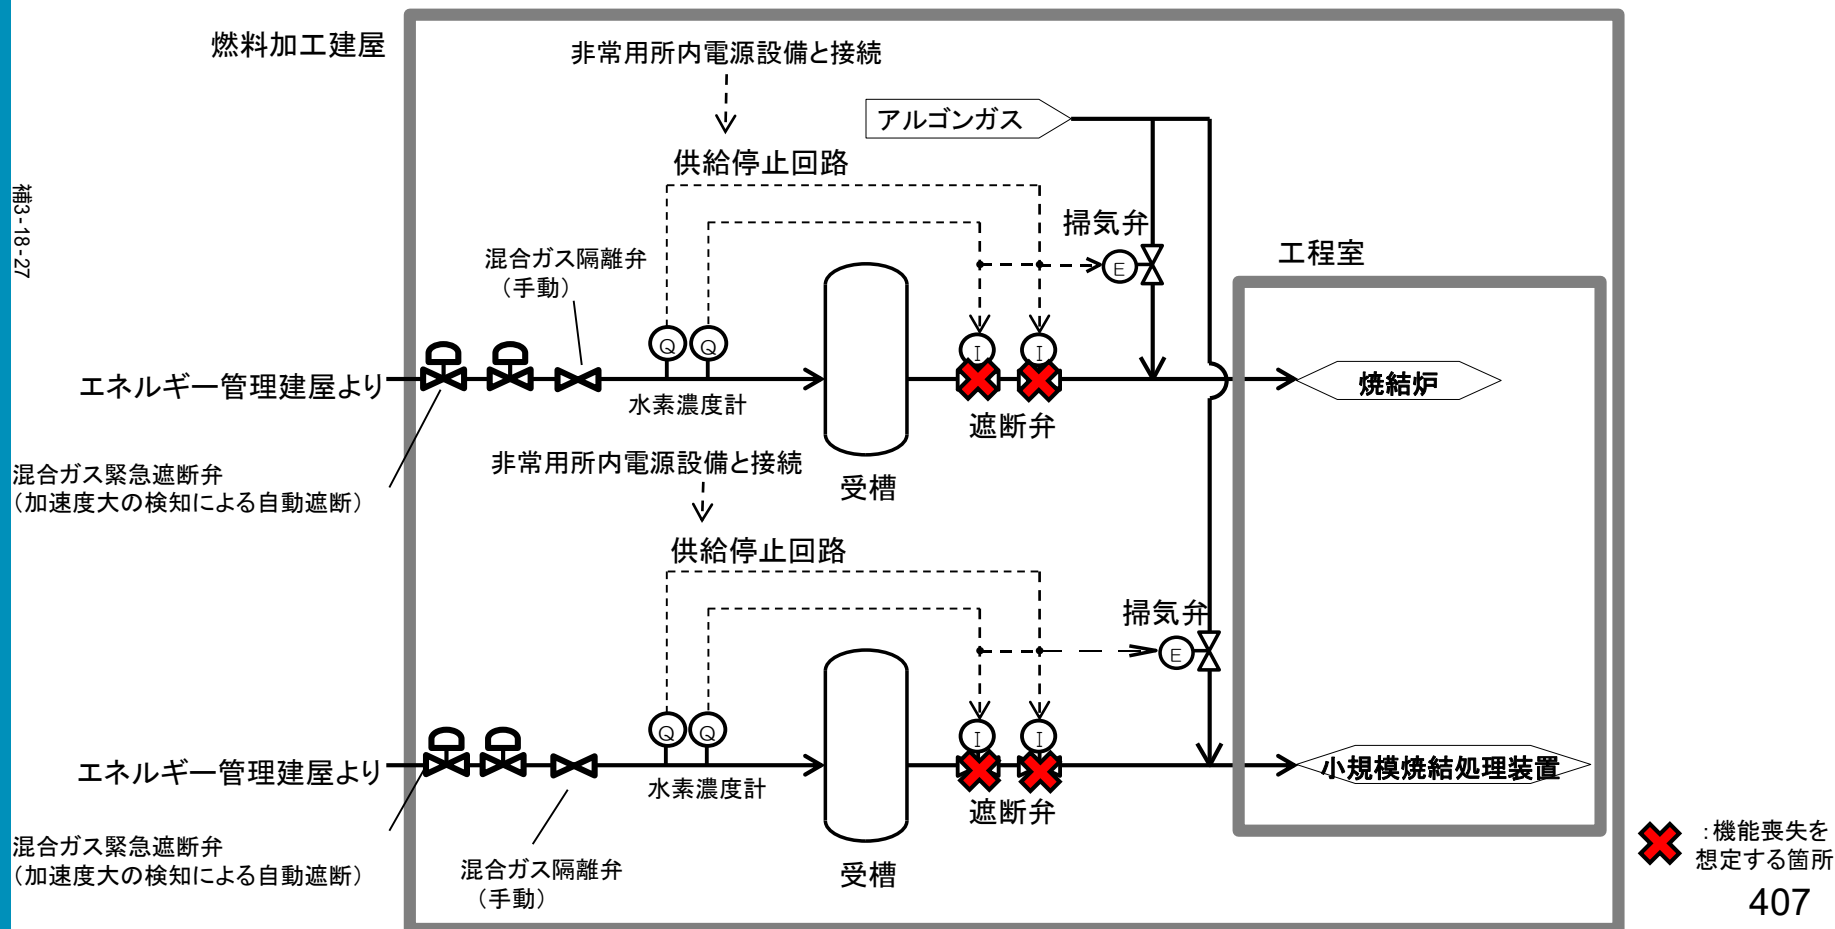 燃料加工建屋
非常用所内電源設備と接続
アルゴンガス
供給停止回路
補3-18-27
掃気弁
工程室
混合ガス隔離弁
（手動）
E
Q
Q
I
I
エネルギー管理建屋より
水素濃度計
遮断弁
焼結炉
混合ガス緊急遮断弁
（加速度大の検知による自動遮断）
受槽
非常用所内電源設備と接続
供給停止回路
掃気弁
E
Q
Q
I
I
エネルギー管理建屋より
水素濃度計
遮断弁
小規模焼結処理装置
混合ガス緊急遮断弁
（加速度大の検知による自動遮断）
混合ガス隔離弁
（手動）
受槽
：機能喪失を
想定する箇所
407